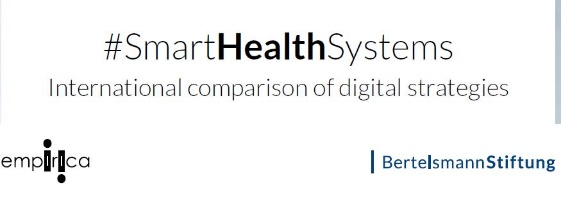 #SmartHealthSystems
International comparison of digital strategies
empirica
BertelsmannStiftung